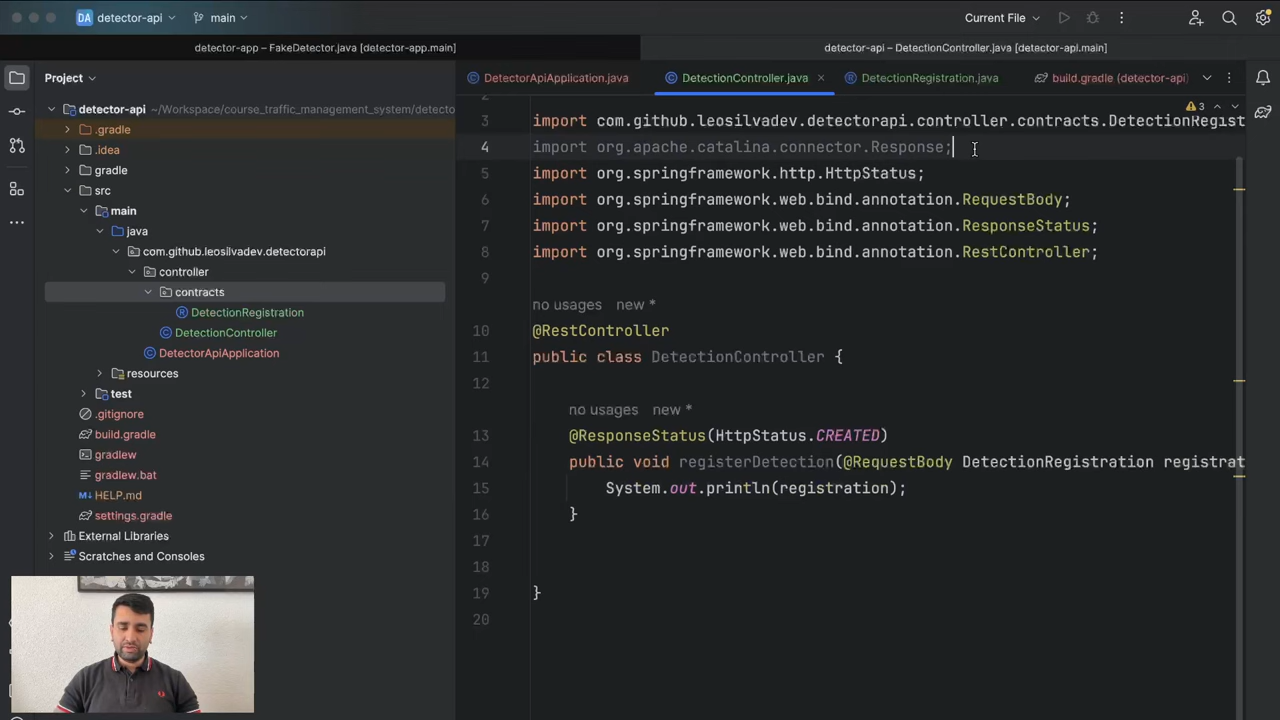 DA detector-api
main
Current File
detector-app – FakeDetector.java [detector-app.main]
detector-api – DetectionController.java [detector-api.main]
Project
DetectorApiApplication.java
DetectionController.java
DetectionRegistration.java
build.gradle (detector-api)
detector-api ~/Workspace/course_traffic_management_system/detecto
.gradle
.idea
gradle
src
main
java
com.github.leosilvadev.detectorapi
controller
contracts
DetectionRegistration
DetectionController
DetectorApiApplication
resources
test
.gitignore
build.gradle
gradlew
gradlew.bat
HELP.md
settings.gradle
External Libraries
Scratches and Consoles
3
2
3 import com.github.leosilvadev.detectorapi.controller.contracts.DetectionRegist
4 import org.apache.catalina.connector.Response;
5 import org.springframework.http.HttpStatus;
6 import org.springframework.web.bind.annotation.RequestBody;
7 import org.springframework.web.bind.annotation.ResponseStatus;
8 import org.springframework.web.bind.annotation.RestController;
9
no usages new *
10 @RestController
11 public class DetectionController {
12
no usages new *
13 @ResponseStatus(HttpStatus.CREATED)
14 public void registerDetection(@RequestBody DetectionRegistration registrat
15 System.out.println(registration);
16 }
17
18
19 }
20